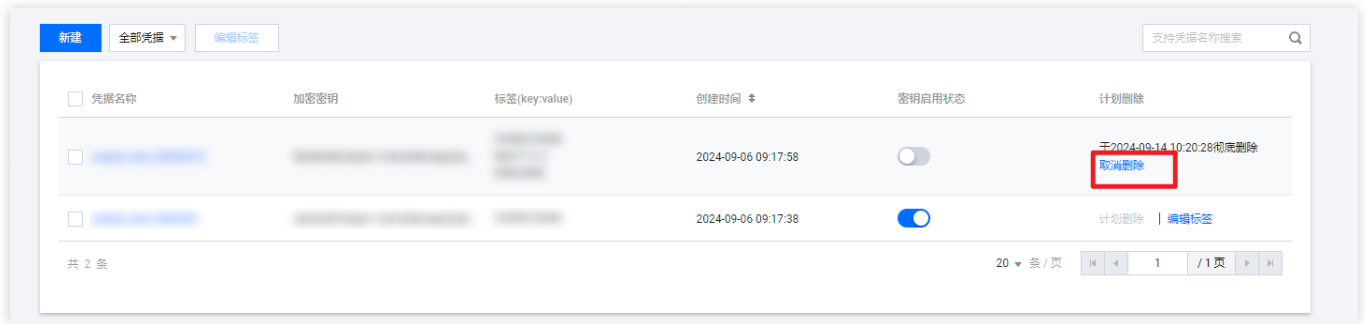 新建 全部凭据 编辑标签 支持凭据名称搜索
凭据名称 加密密钥 标签(key:value) 创建时间 密钥启用状态 计划删除
于2024-09-14 10:20:28彻底删除
2024-09-06 09:17:58
取消删除
2024-09-06 09:17:38 计划删除 | 编辑标签
共 2 条 20 条 / 页 1 / 1 页